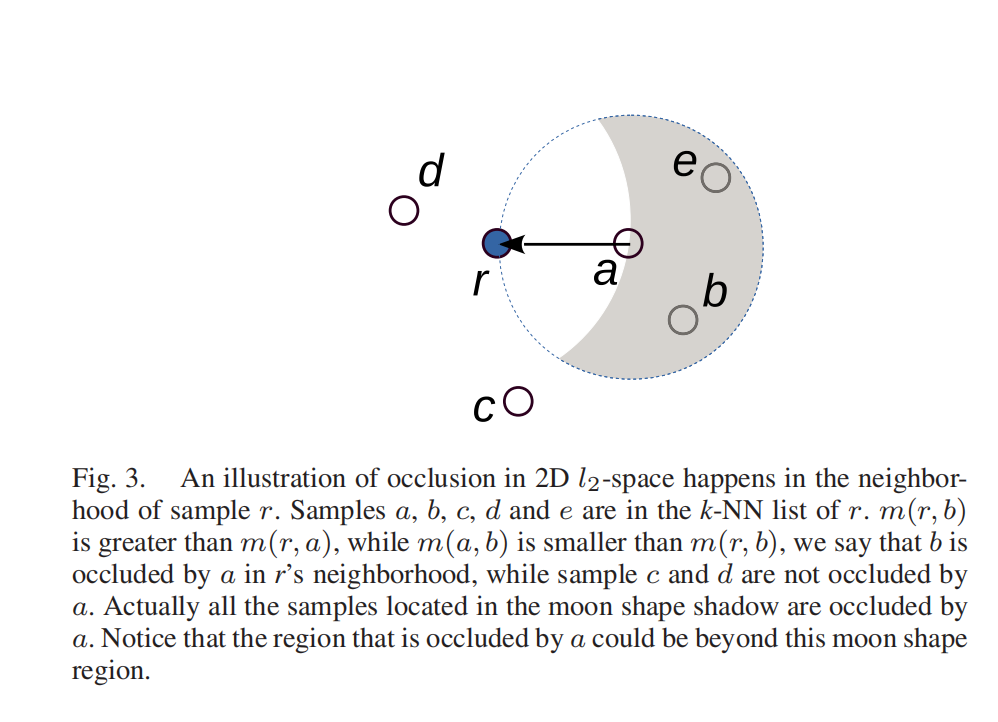 d
e
r
a
b
c
Fig. 3. An illustration of occlusion in 2D l₂-space happens in the neighbor-
hood of sample r. Samples a, b, c, d and e are in the k-NN list of r. m(r, b)
is greater than m(r, a), while m(a, b) is smaller than m(r, b), we say that b is
occluded by a in r's neighborhood, while sample c and d are not occluded by
a. Actually all the samples located in the moon shape shadow are occluded by
a. Notice that the region that is occluded by a could be beyond this moon shape
region.